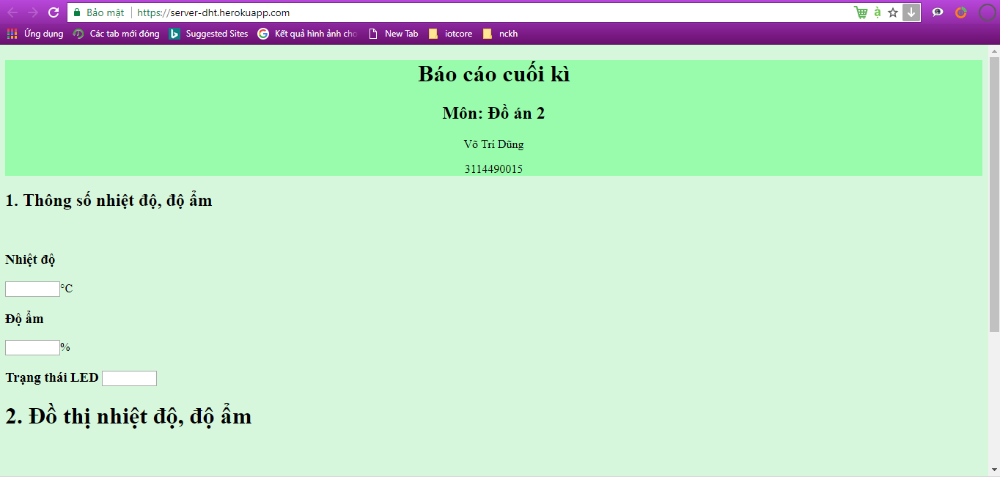 Bảo mật https://server-dht.herokuapp.com à
Ứng dụng Các tab mới đóng Suggested Sites Kết quả hình ảnh cho New Tab iotcore nckh
Báo cáo cuối kì
Môn: Đồ án 2
Võ Trí Dũng
3114490015
1. Thông số nhiệt độ, độ ẩm
Nhiệt độ
°C
Độ ẩm
%
Trạng thái LED
2. Đồ thị nhiệt độ, độ ẩm